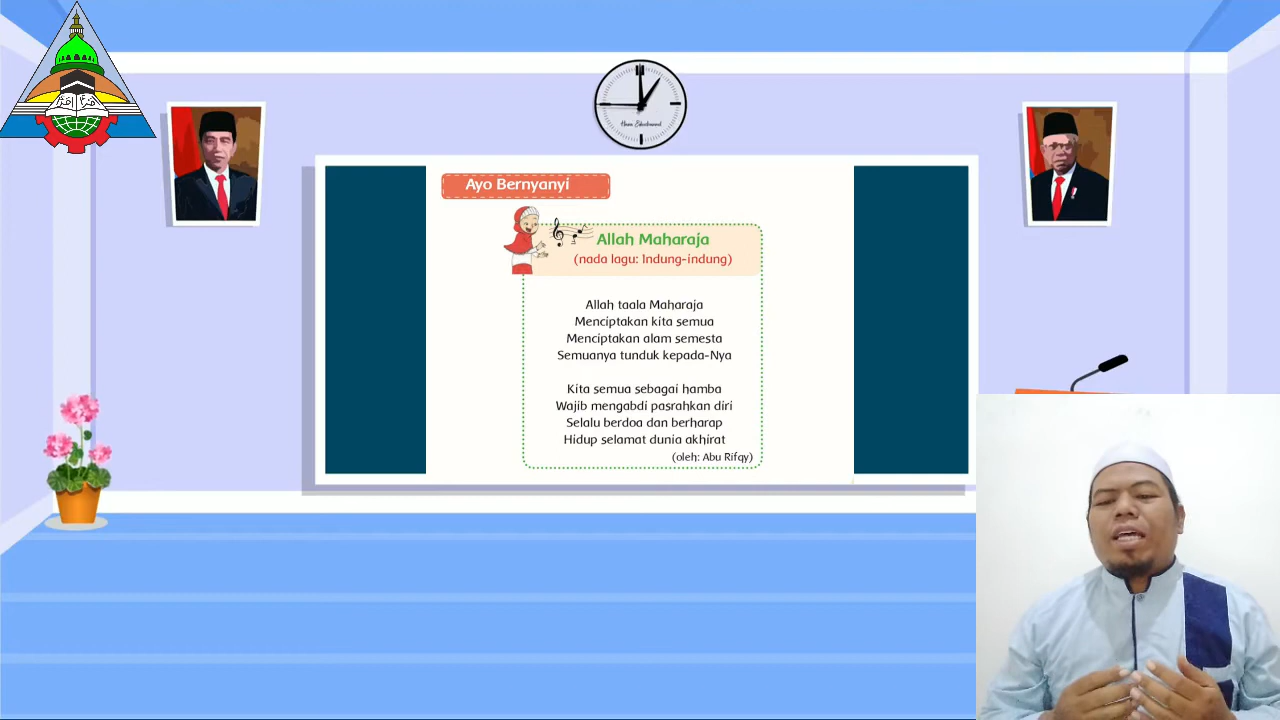 Ayo Bernyanyi
Allah Maharaja
(nada lagu: Indung-indung)
Allah taala Maharaja
Menciptakan kita semua
Menciptakan alam semesta
Semuanya tunduk kepada-Nya
Kita semua sebagai hamba
Wajib mengabdi pasrahkan diri
Selalu berdoa dan berharap
Hidup selamat dunia akhirat
(oleh: Abu Rifqy)